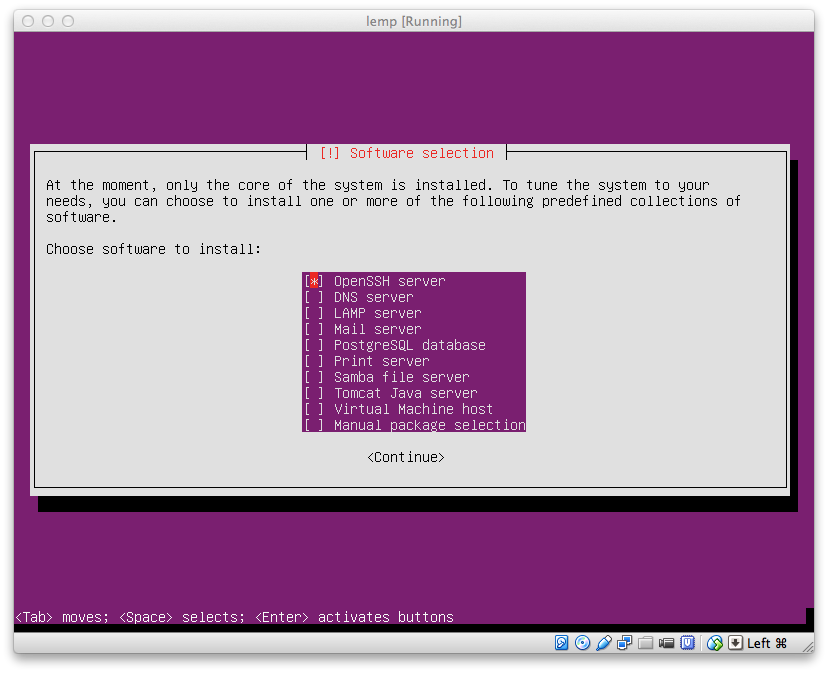 lemp [Running]
[!] Software selection
At the moment, only the core of the system is installed. To tune the system to your
needs, you can choose to install one or more of the following predefined collections of
software.
Choose software to install:
[*] OpenSSH server
[ ] DNS server
[ ] LAMP server
[ ] Mail server
[ ] PostgreSQL database
[ ] Print server
[ ] Samba file server
[ ] Tomcat Java server
[ ] Virtual Machine host
[ ] Manual package selection
<Continue>
<Tab> moves; <Space> selects; <Enter> activates buttons
Left ⌘